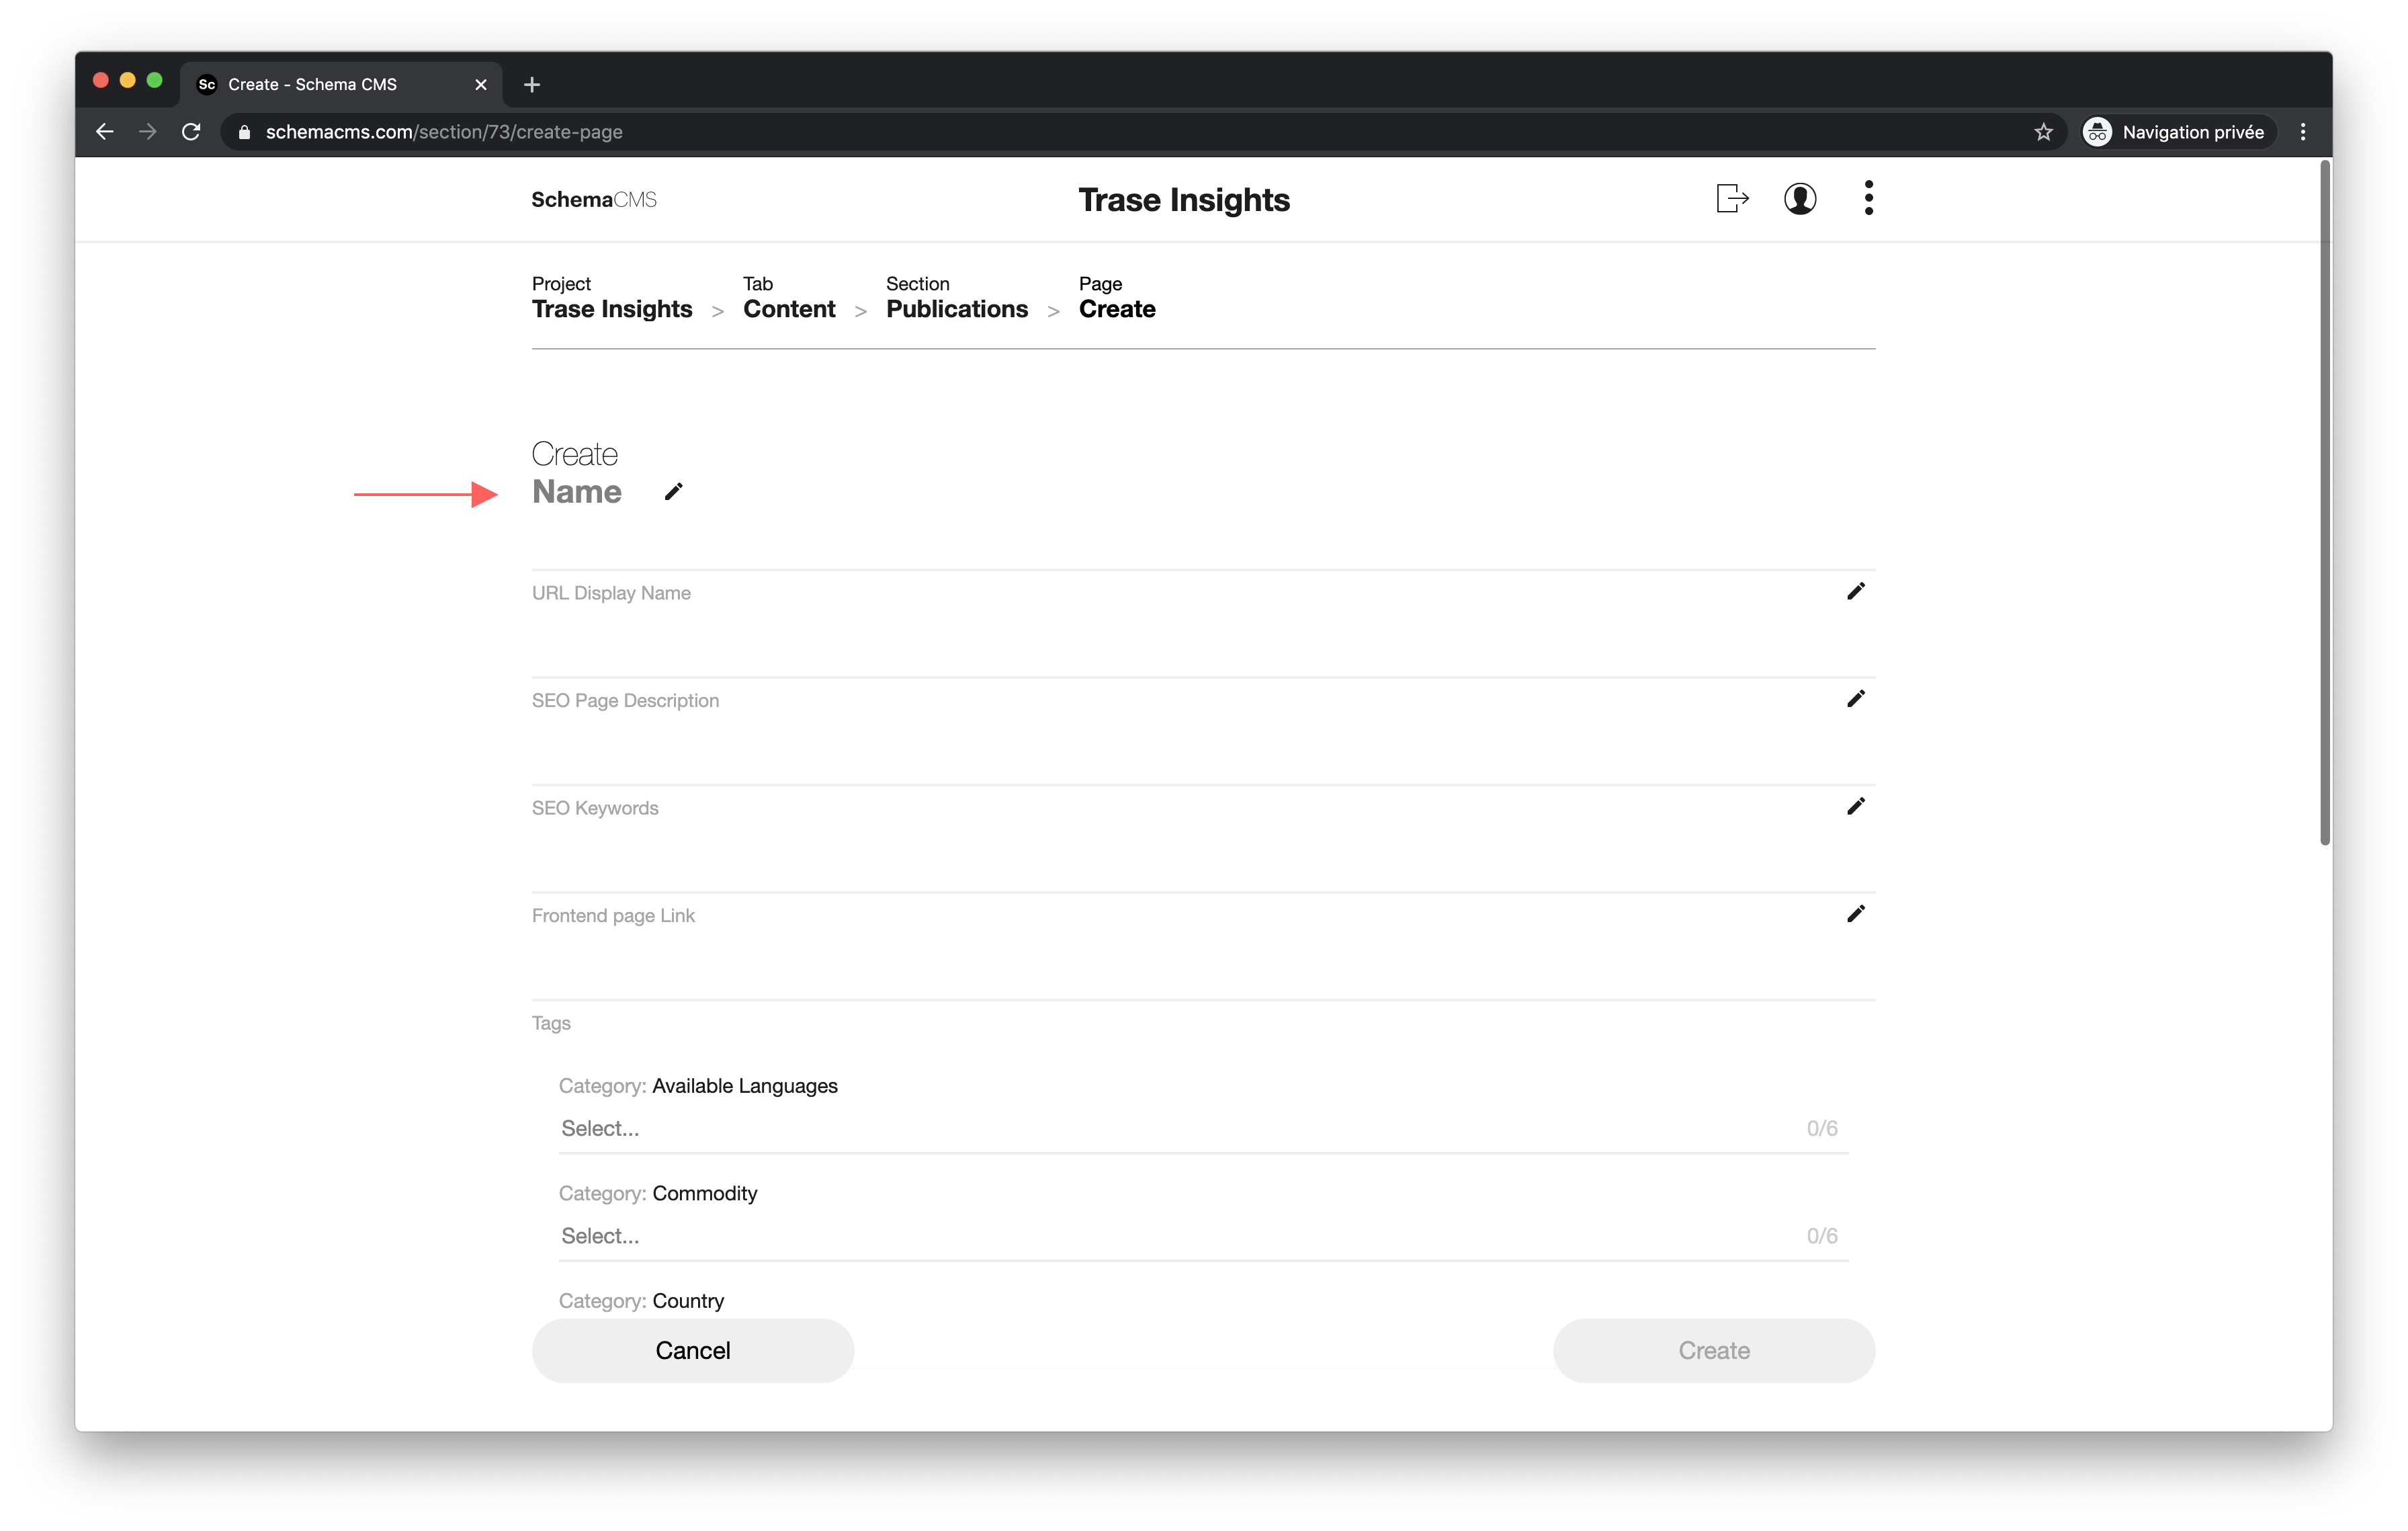 Sc Create - Schema CMS
schemacms.com/section/73/create-page
Navigation privée
SchemaCMS
Trase Insights
Project Tab Section Page
Trase Insights > Content > Publications > Create
Create
Name
URL Display Name
SEO Page Description
SEO Keywords
Frontend page Link
Tags
Category: Available Languages
Select... 0/6
Category: Commodity
Select... 0/6
Category: Country
Cancel Create